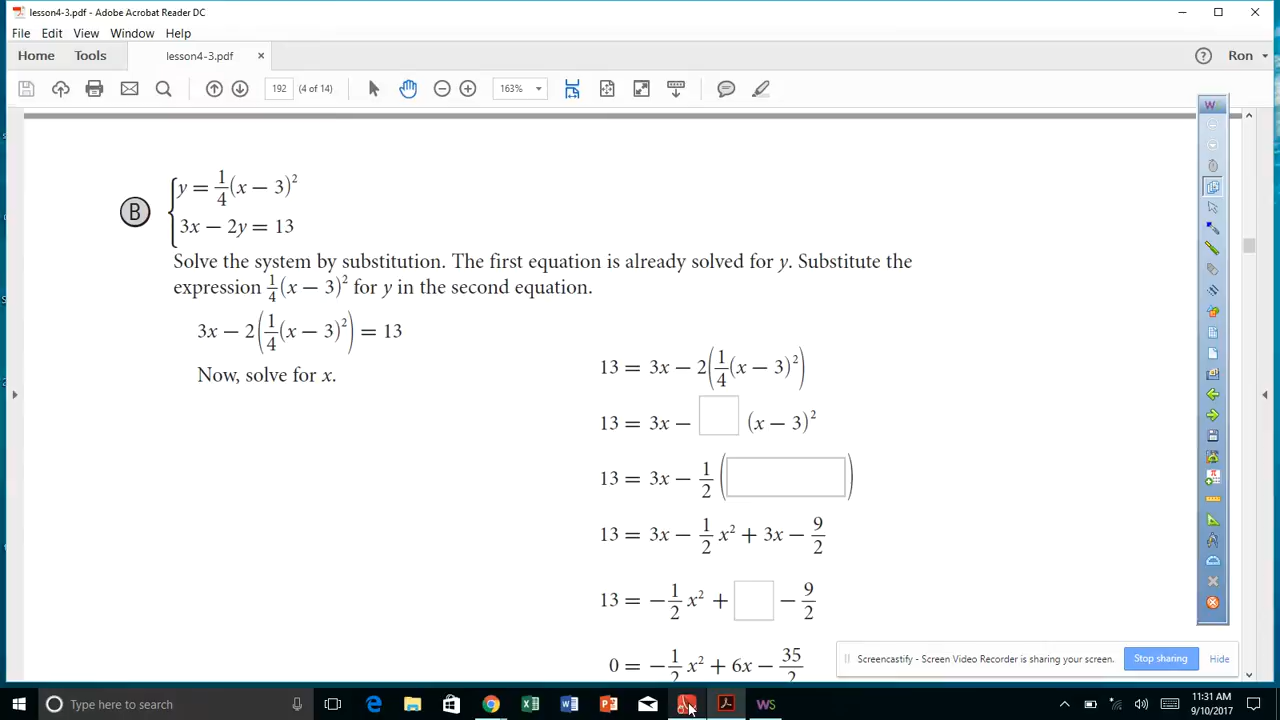 lesson4-3.pdf - Adobe Acrobat Reader DC
File Edit View Window Help
Home Tools lesson4-3.pdf × Ron
192 (4 of 14) 163%
W
B
y = 1/4(x − 3)²
3x − 2y = 13
Solve the system by substitution. The first equation is already solved for y. Substitute the
expression 1/4(x − 3)² for y in the second equation.
3x − 2(1/4(x − 3)²) = 13
Now, solve for x.
13 = 3x − 2(1/4(x − 3)²)
13 = 3x − (x − 3)²
13 = 3x − 1/2( )
13 = 3x − 1/2 x² + 3x − 9/2
13 = −1/2 x² + − 9/2
0 = −1/2 x² + 6x − 35/2
Screencastify - Screen Video Recorder is sharing your screen. Stop sharing Hide
Type here to search
11:31 AM
9/10/2017